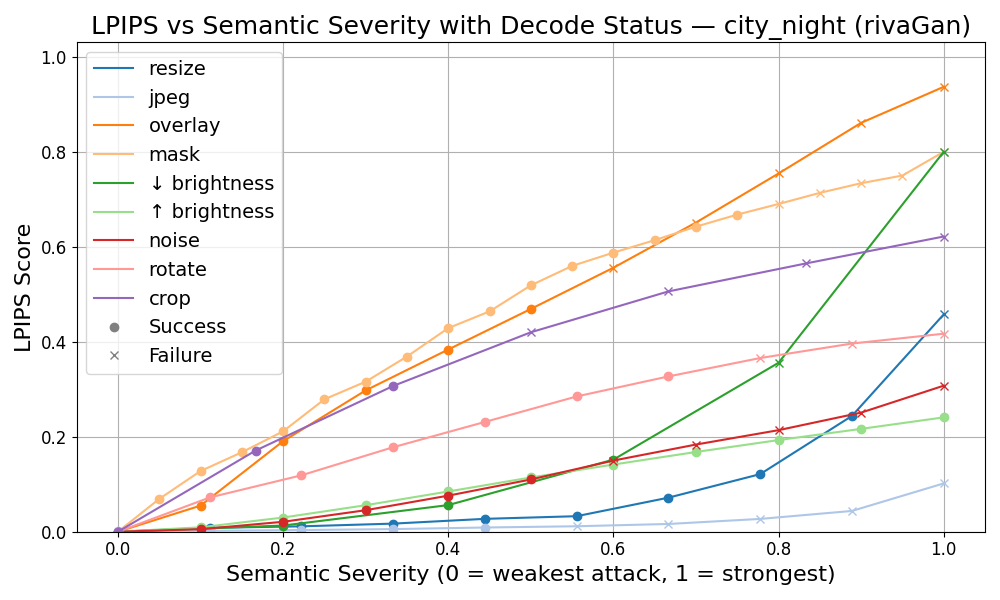 LPIPS vs Semantic Severity with Decode Status — city_night (rivaGan)
LPIPS Score
1.0
0.8
0.6
0.4
0.2
0.0
resize
jpeg
overlay
mask
↓ brightness
↑ brightness
noise
rotate
crop
Success
Failure
0.0 0.2 0.4 0.6 0.8 1.0
Semantic Severity (0 = weakest attack, 1 = strongest)